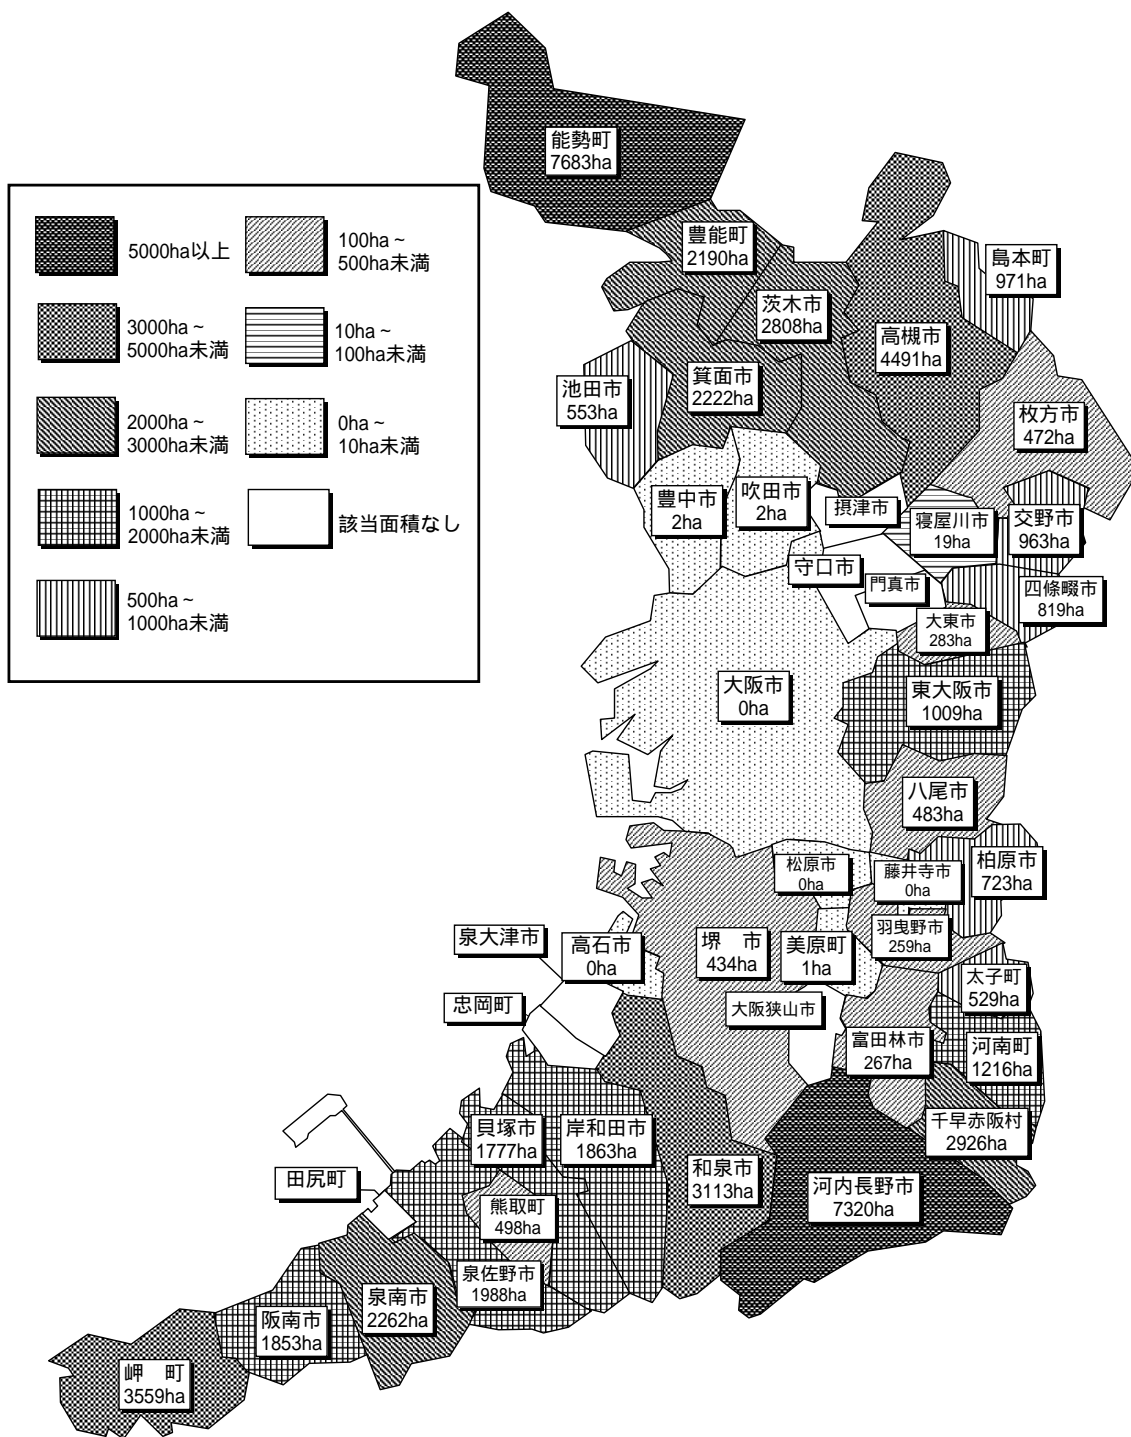 能勢町
7683ha
5000ha以上
100ha ~
500ha未満
3000ha ~
5000ha未満
10ha ~
100ha未満
2000ha ~
3000ha未満
0ha ~
10ha未満
1000ha ~
2000ha未満
該当面積なし
500ha ~
1000ha未満
豊能町
2190ha
島本町
971ha
茨木市
2808ha
高槻市
4491ha
箕面市
2222ha
池田市
553ha
枚方市
472ha
豊中市
2ha
吹田市
2ha
摂津市
寝屋川市
19ha
交野市
963ha
守口市
門真市
四條畷市
819ha
大東市
283ha
大阪市
0ha
東大阪市
1009ha
八尾市
483ha
松原市
0ha
藤井寺市
0ha
柏原市
723ha
泉大津市
高石市
0ha
堺　市
434ha
美原町
1ha
羽曳野市
259ha
太子町
529ha
忠岡町
大阪狭山市
富田林市
267ha
河南町
1216ha
貝塚市
1777ha
岸和田市
1863ha
千早赤阪村
2926ha
田尻町
和泉市
3113ha
河内長野市
7320ha
熊取町
498ha
泉佐野市
1988ha
泉南市
2262ha
阪南市
1853ha
岬　町
3559ha